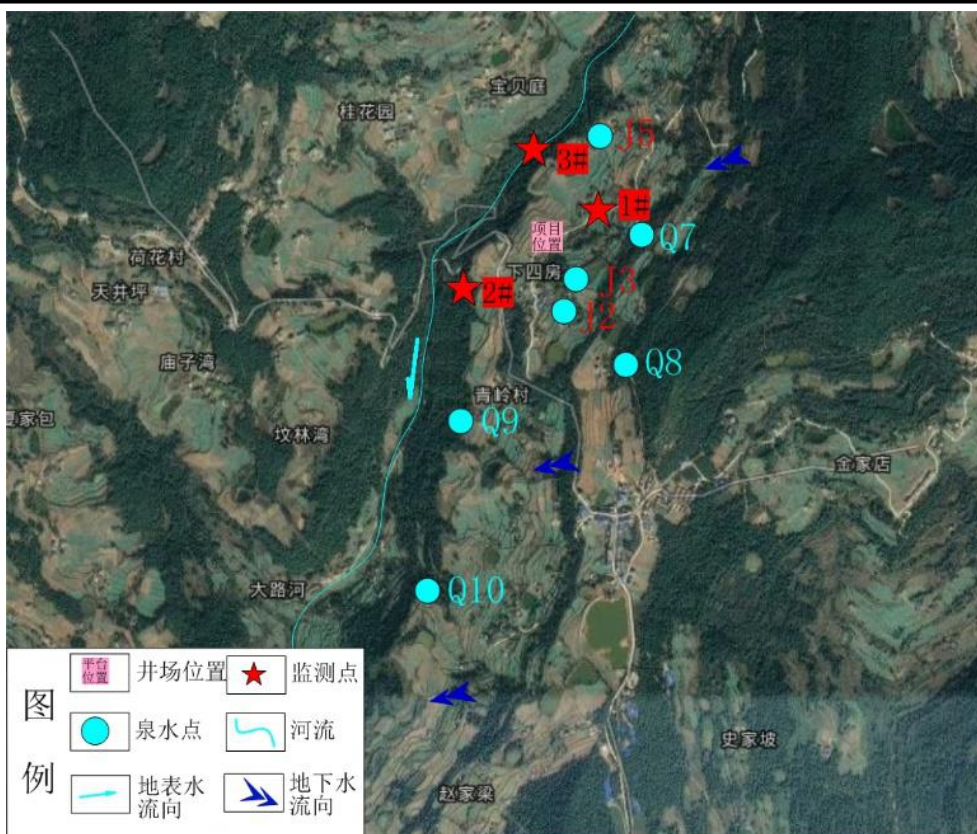 宝贝庭
桂花园
J5
3#
1#
项目
位置
Q7
荷花村
下四房
J3
天井坪
2#
J2
庙子湾
Q8
青岭村
Q9
坟林湾
金家店
大路河
Q10
图
例
平台
位置
井场位置
监测点
泉水点
河流
地表水
流向
地下水
流向
史家坡
赵家梁